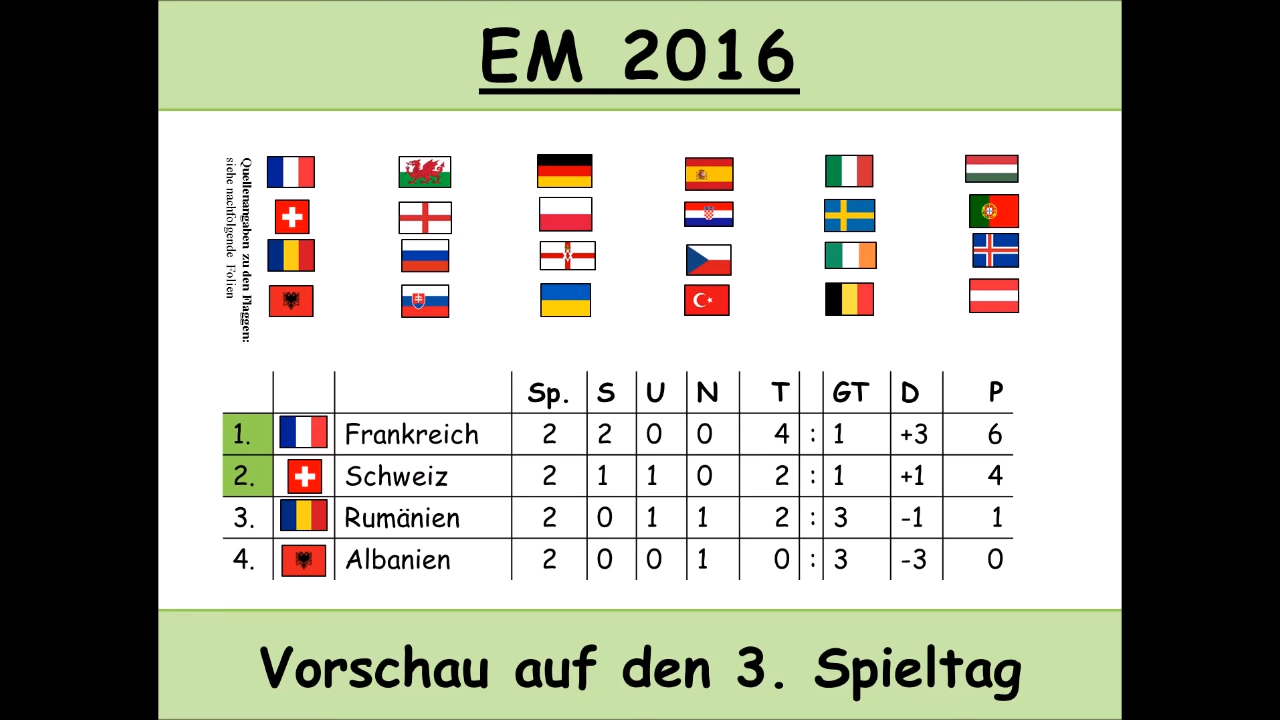 EM 2016
Quellenangaben zu den Flaggen:
siehe nachfolgende Folien
Sp. S U N T GT D P
1. Frankreich 2 2 0 0 4 : 1 +3 6
2. Schweiz 2 1 1 0 2 : 1 +1 4
3. Rumänien 2 0 1 1 2 : 3 -1 1
4. Albanien 2 0 0 1 0 : 3 -3 0
Vorschau auf den 3. Spieltag